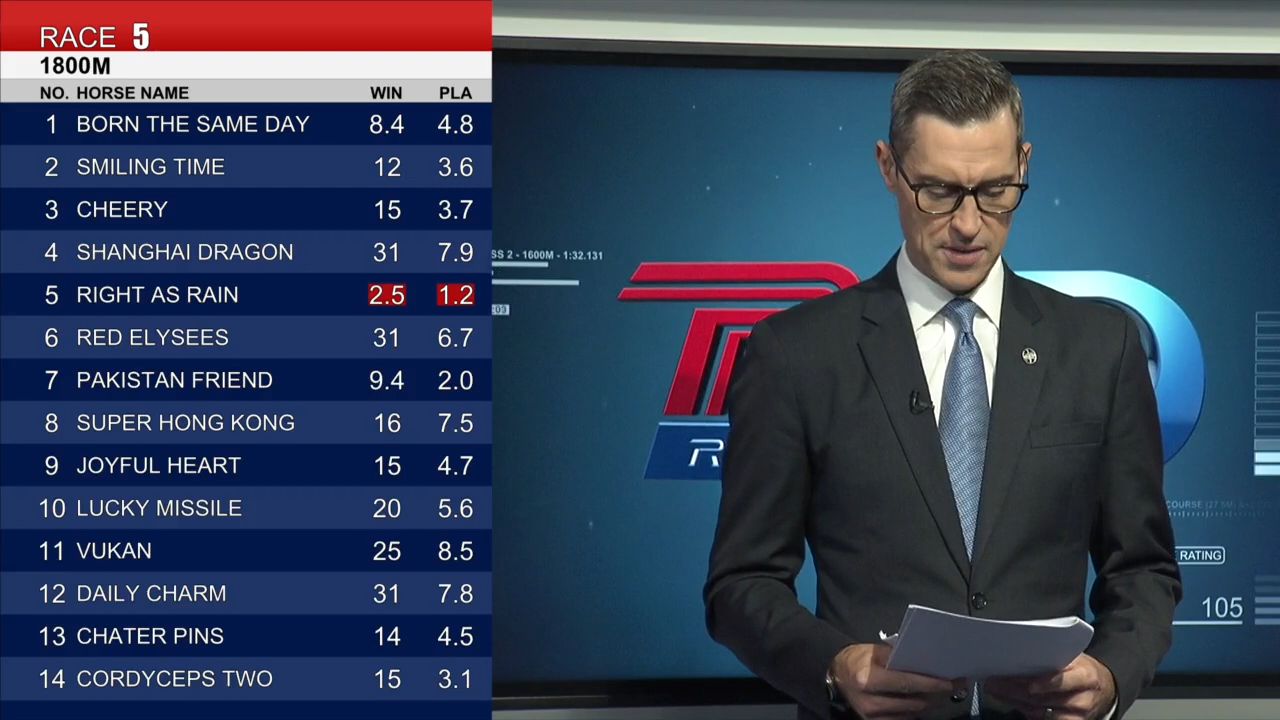 RACE 5
1800M
NO. HORSE NAME WIN PLA
1 BORN THE SAME DAY 8.4 4.8
2 SMILING TIME 12 3.6
3 CHEERY 15 3.7
4 SHANGHAI DRAGON 31 7.9
5 RIGHT AS RAIN 2.5 1.2
6 RED ELYSEES 31 6.7
7 PAKISTAN FRIEND 9.4 2.0
8 SUPER HONG KONG 16 7.5
9 JOYFUL HEART 15 4.7
10 LUCKY MISSILE 20 5.6
11 VUKAN 25 8.5
12 DAILY CHARM 31 7.8
13 CHATER PINS 14 4.5
14 CORDYCEPS TWO 15 3.1
SS 2 - 1600M - 1:32.131
:03
R
COURSE (27.5M)
RATING
105